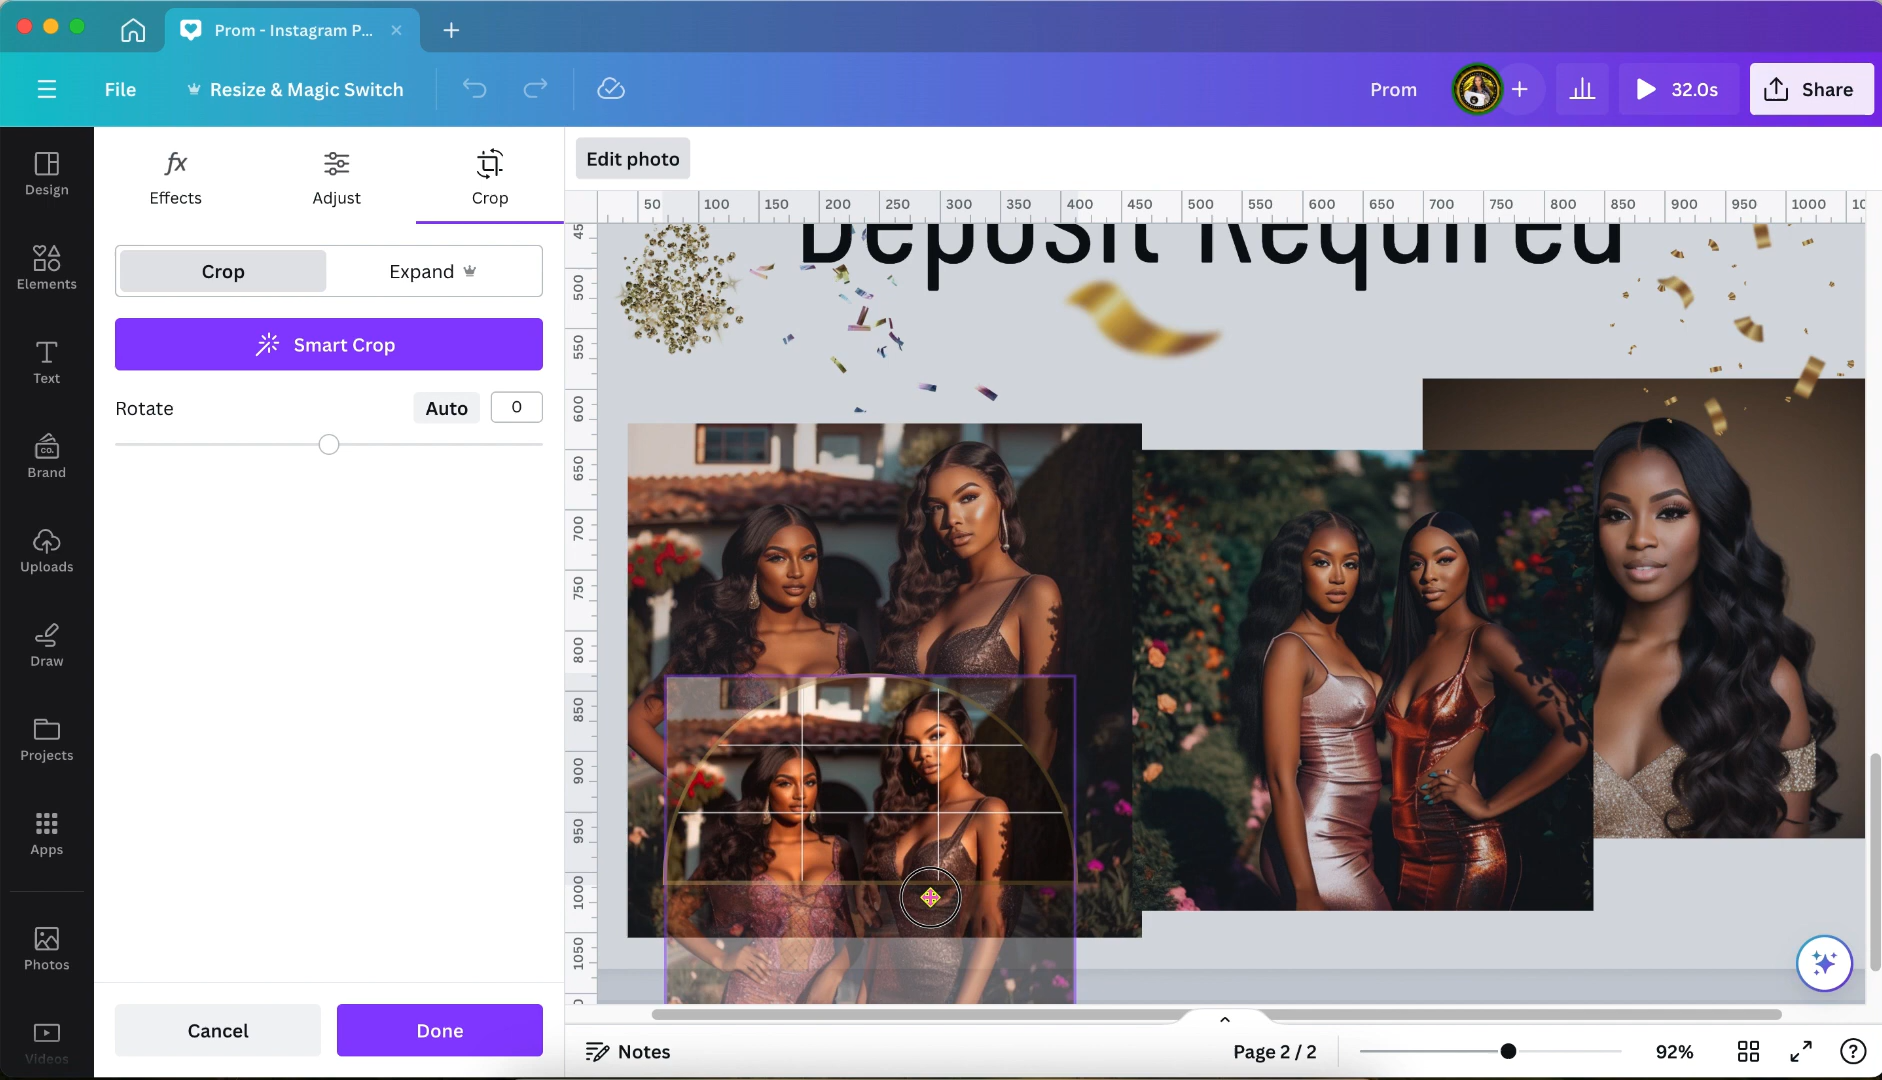 Prom - Instagram P...
File
Resize & Magic Switch
Prom
32.0s
Share
Design
Elements
Text
Brand
Uploads
Draw
Projects
Apps
Photos
Videos
Effects
Adjust
Crop
Crop
Expand
Smart Crop
Rotate
Auto
0
Cancel
Done
Edit photo
50 100 150 200 250 300 350 400 450 500 550 600 650 700 750 800 850 900 950 1000 10
45
500
550
600
650
700
750
800
850
900
950
1000
1050
Deposit Required
CO.
Notes
Page 2 / 2
92%